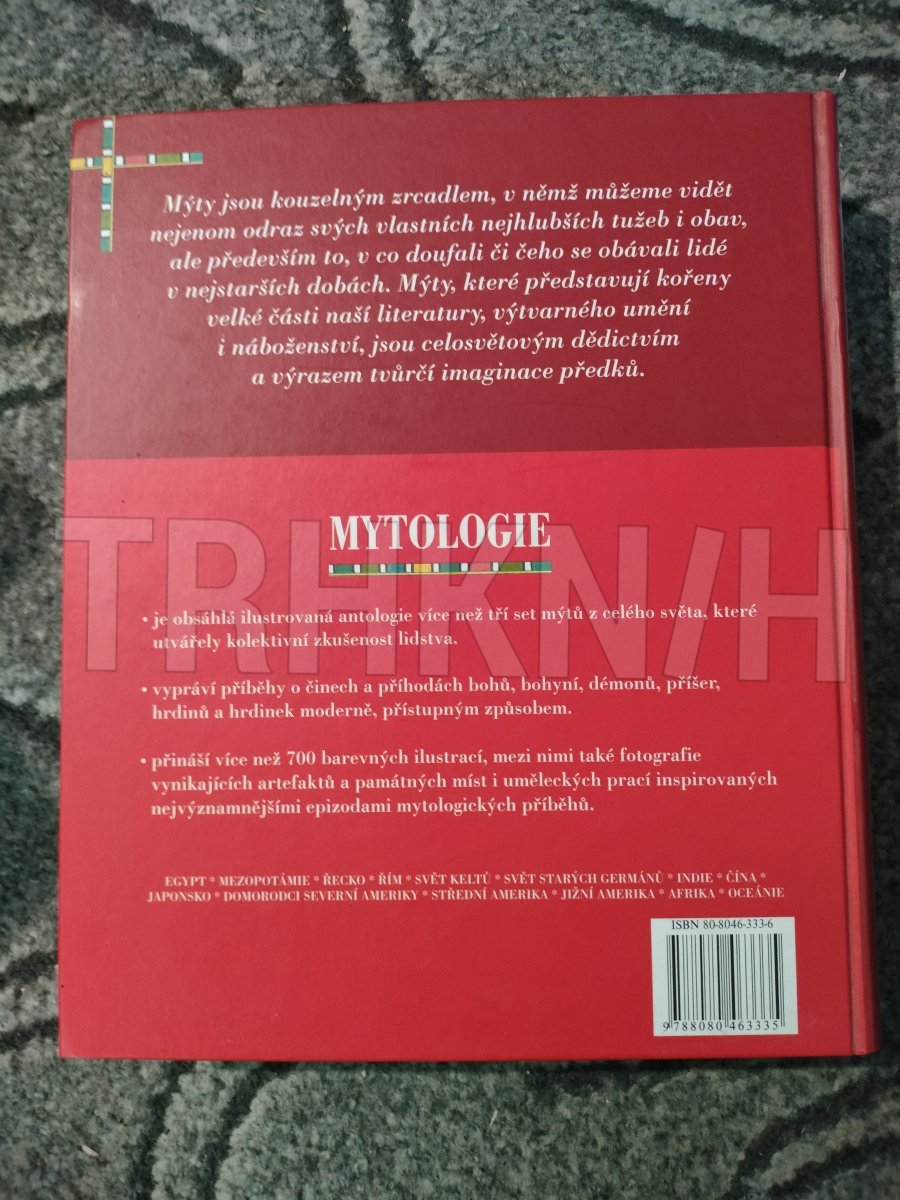 Mýty jsou kouzelným zrcadlem, v němž můžeme vidět
nejenom odraz svých vlastních nejhlubších tužeb i obav,
ale především to, v co doufali či čeho se obávali lidé
v nejstarších dobách. Mýty, které představují kořeny
velké části naší literatury, výtvarného umění
i náboženství, jsou celosvětovým dědictvím
a výrazem tvůrčí imaginace předků.
MYTOLOGIE
TRHKN/H
• je obsáhlá ilustrovaná antologie více než tří set mýtů z celého světa, které
utvářely kolektivní zkušenost lidstva.
• vypráví příběhy o činech a příhodách bohů, bohyní, démonů, příšer,
hrdinů a hrdinek moderně, přístupným způsobem.
• přináší více než 700 barevných ilustrací, mezi nimi také fotografie
vynikajících artefaktů a památných míst i uměleckých prací inspirovaných
nejvýznamnějšími epizodami mytologických příběhů.
EGYPT * MEZOPOTÁMIE * ŘECKO * ŘÍM * SVĚT KELTŮ * SVĚT STARÝCH GERMÁNŮ * INDIE * ČÍNA *
JAPONSKO * DOMORODCI SEVERNÍ AMERIKY * STŘEDNÍ AMERIKA * JIŽNÍ AMERIKA * AFRIKA * OCEÁNIE
ISBN 80-8046-333-6
9 788080 463335